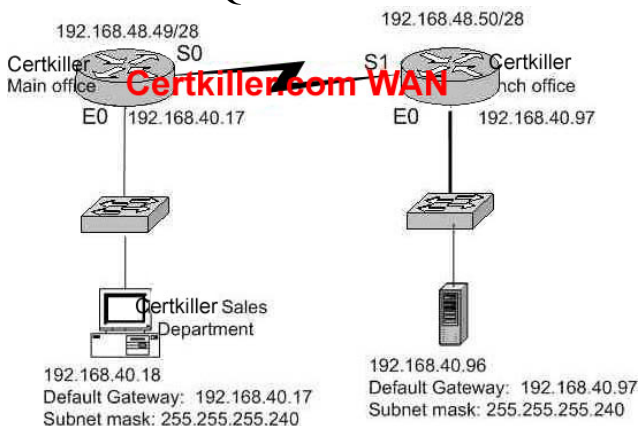 192.168.48.49/28
192.168.48.50/28
Certkiller
Main office
S0
Certkiller.com WAN
S1
Certkiller
nch office
E0
192.168.40.17
E0
192.168.40.97
Certkiller Sales
Department
192.168.40.18
Default Gateway: 192.168.40.17
Subnet mask: 255.255.255.240
192.168.40.96
Default Gateway: 192.168.40.97
Subnet mask: 255.255.255.240